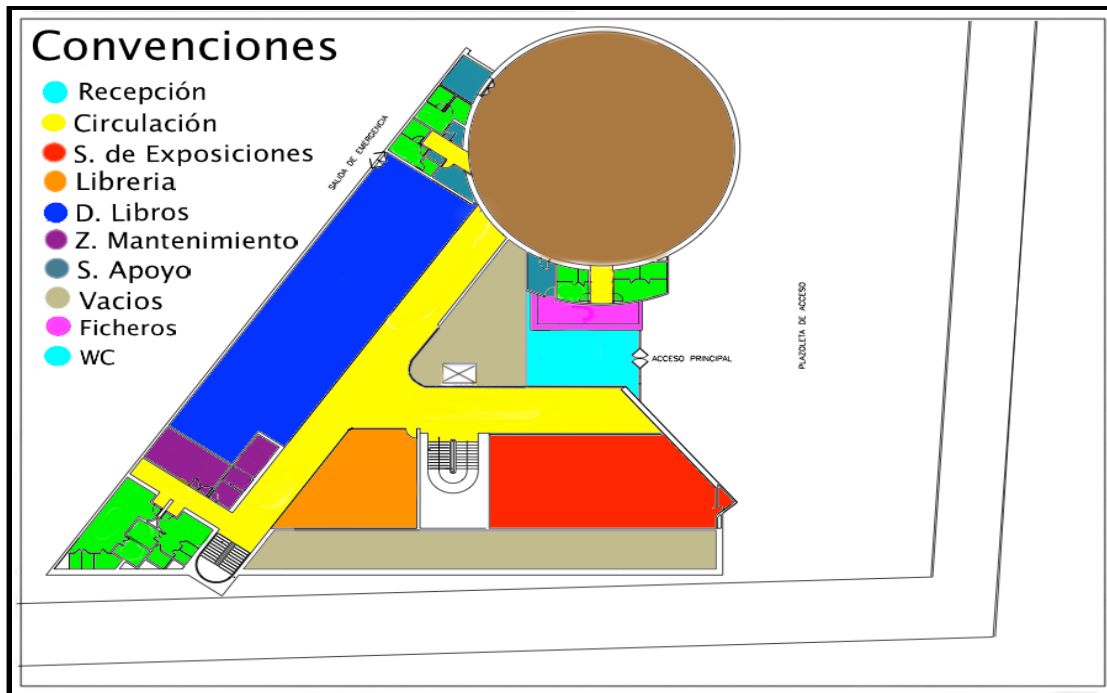 Convenciones
Recepción
Circulación
S. de Exposiciones
Libreria
D. Libros
Z. Mantenimiento
S. Apoyo
Vacios
Ficheros
WC
SALIDA DE EMERGENCIA
ACCESO PRINCIPAL
PLAZOLETA DE ACCESO